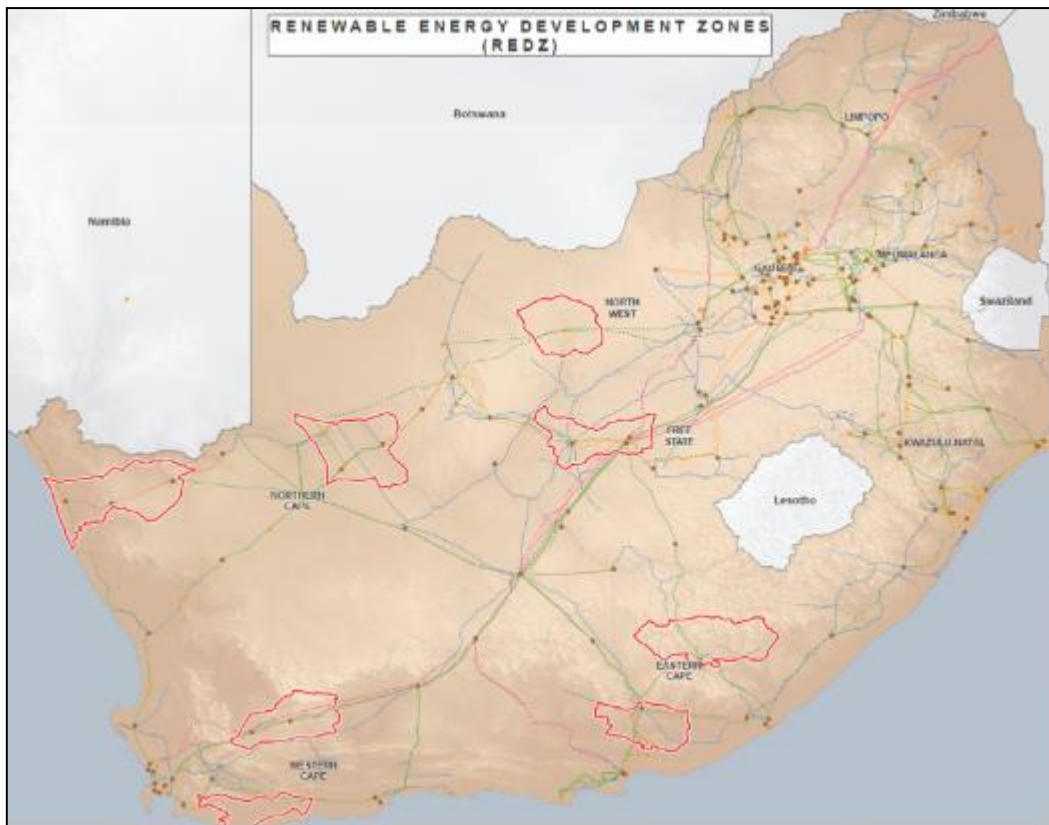 RENEWABLE ENERGY DEVELOPMENT ZONES
(REDZ)
Zimbabwe
Botswana
LIMPOPO
Namibia
MPUMALANGA
GAUTENG
Swaziland
NORTH
WEST
FREE
STATE
KWAZULU-NATAL
NORTHERN
CAPE
Lesotho
EASTERN
CAPE
WESTERN
CAPE